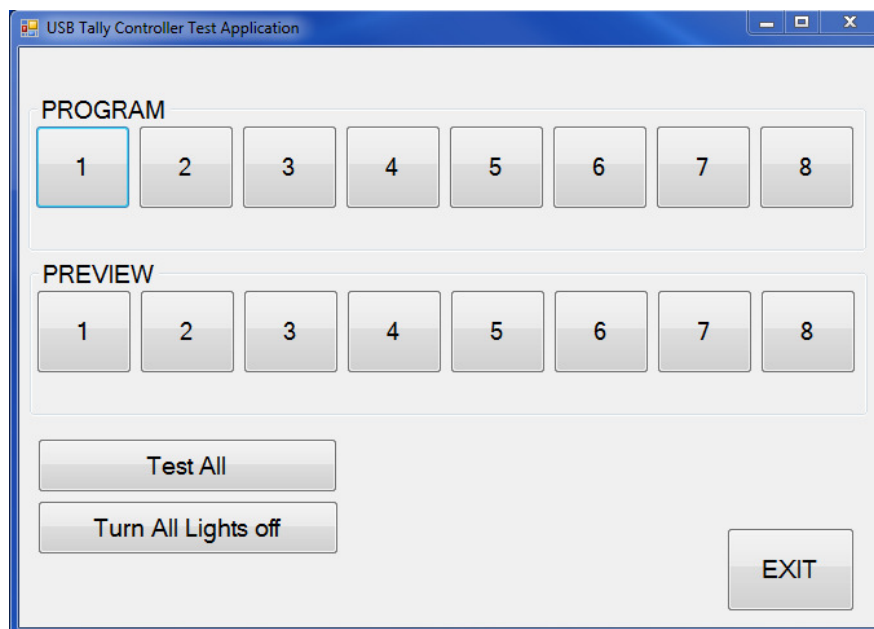 USB Tally Controller Test Application
PROGRAM
1 2 3 4 5 6 7 8
PREVIEW
1 2 3 4 5 6 7 8
Test All
Turn All Lights off
EXIT